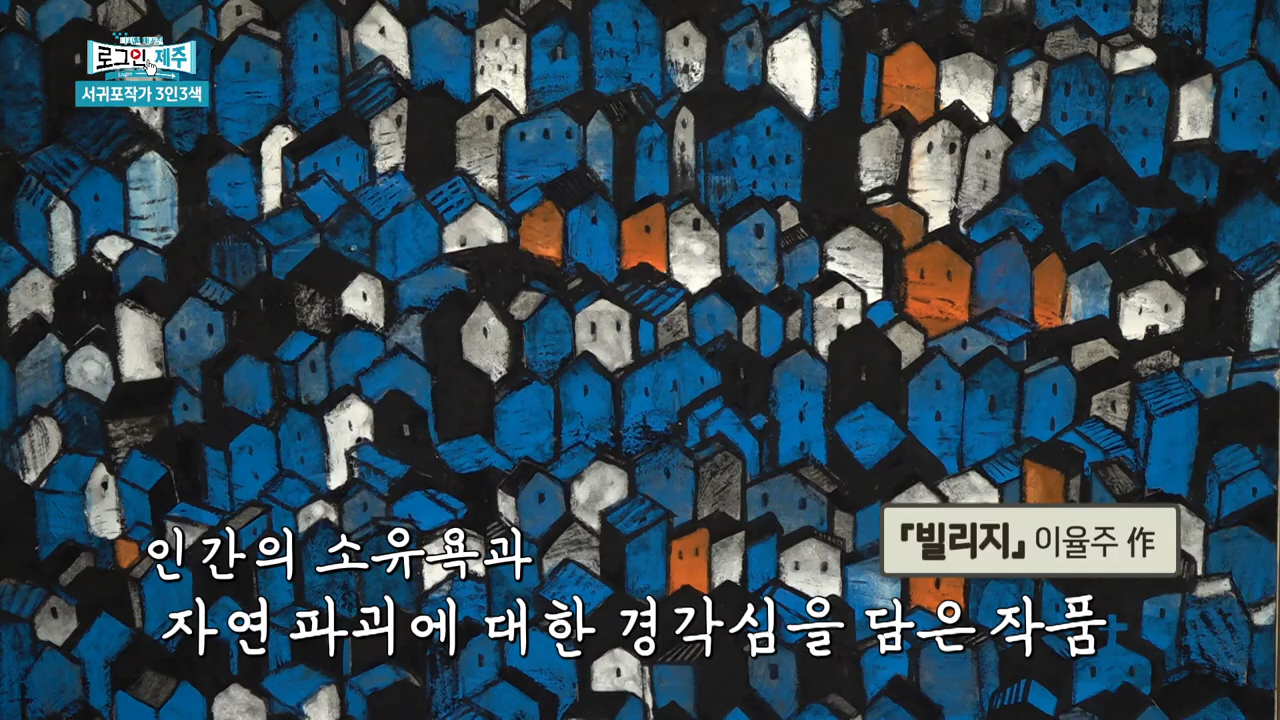 로그인 제주
서귀포작가 3인3색
「빌리지」 이율주 作
인간의 소유욕과
자연 파괴에 대한 경각심을 담은 작품